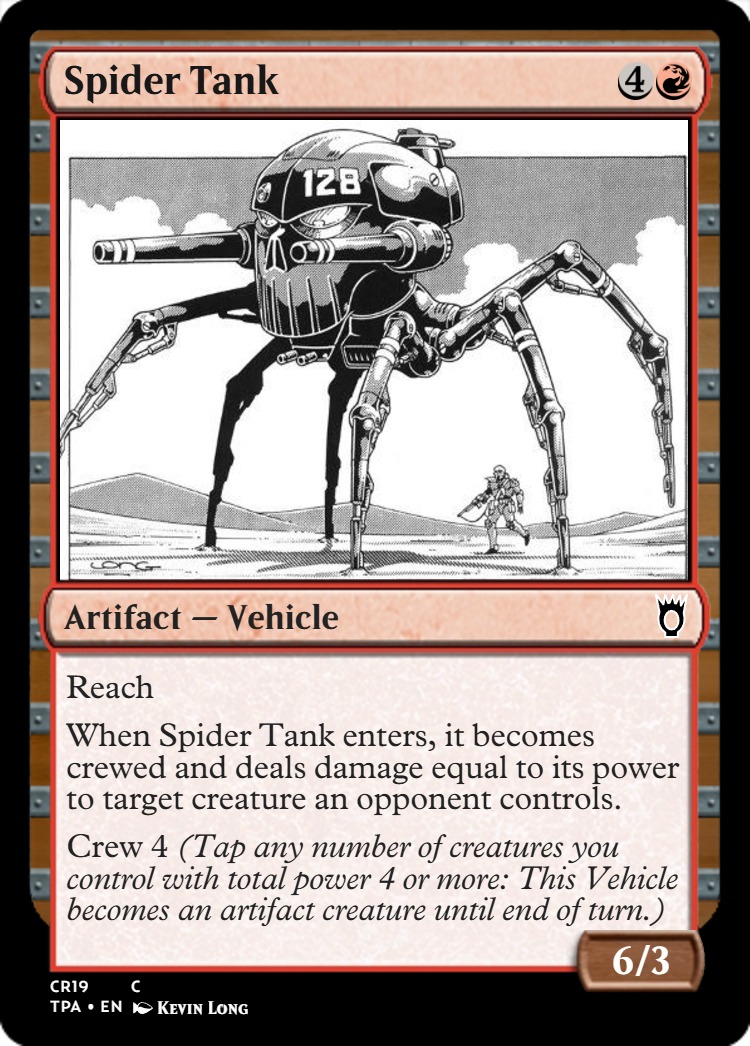 Spider Tank 4
128
LONG
Artifact — Vehicle
Reach
When Spider Tank enters, it becomes
crewed and deals damage equal to its power
to target creature an opponent controls.
Crew 4 (Tap any number of creatures you
control with total power 4 or more: This Vehicle
becomes an artifact creature until end of turn.)
6/3
CR19 C
TPA • EN Kevin Long